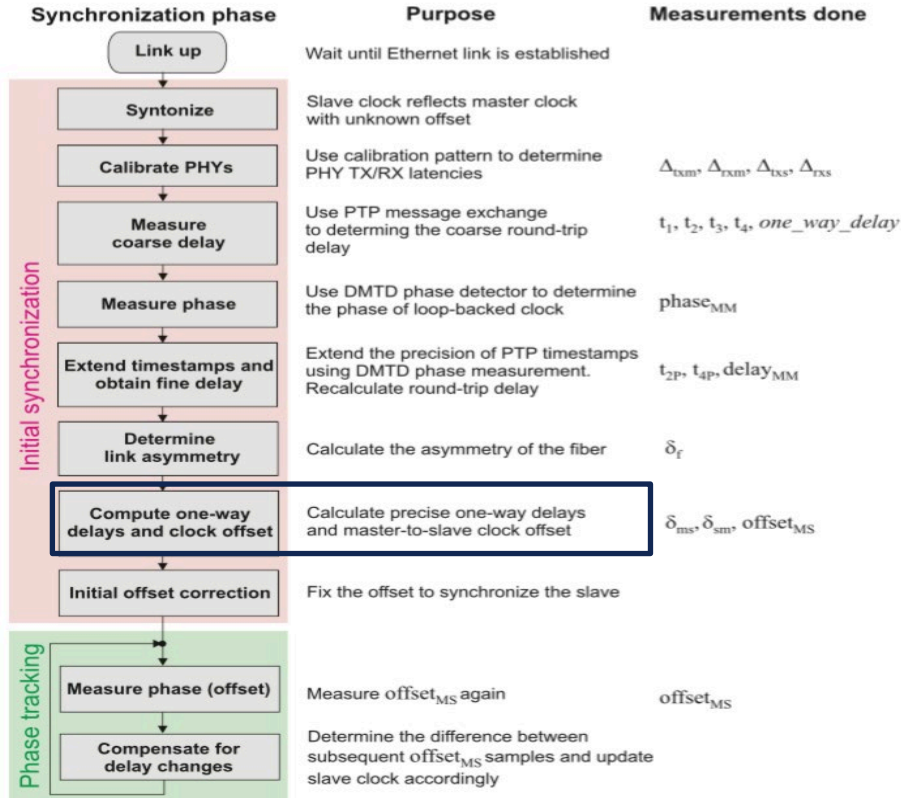 Synchronization phase Purpose Measurements done
Link up
Wait until Ethernet link is established
Initial synchronization
Syntonize
Slave clock reflects master clock
with unknown offset
Calibrate PHYs
Use calibration pattern to determine
PHY TX/RX latencies
Δtxm, Δrxm, Δtxs, Δrxs
Measure
coarse delay
Use PTP message exchange
to determing the coarse round-trip
delay
t1, t2, t3, t4, one_way_delay
Measure phase
Use DMTD phase detector to determine
the phase of loop-backed clock
phaseMM
Extend timestamps and
obtain fine delay
Extend the precision of PTP timestamps
using DMTD phase measurement.
Recalculate round-trip delay
t2P, t4P, delayMM
Determine
link asymmetry
Calculate the asymmetry of the fiber
δf
Compute one-way
delays and clock offset
Calculate precise one-way delays
and master-to-slave clock offset
δms, δsm, offsetMS
Initial offset correction
Fix the offset to synchronize the slave
Phase tracking
Measure phase (offset)
Measure offsetMS again
offsetMS
Compensate for
delay changes
Determine the difference between
subsequent offsetMS samples and update
slave clock accordingly